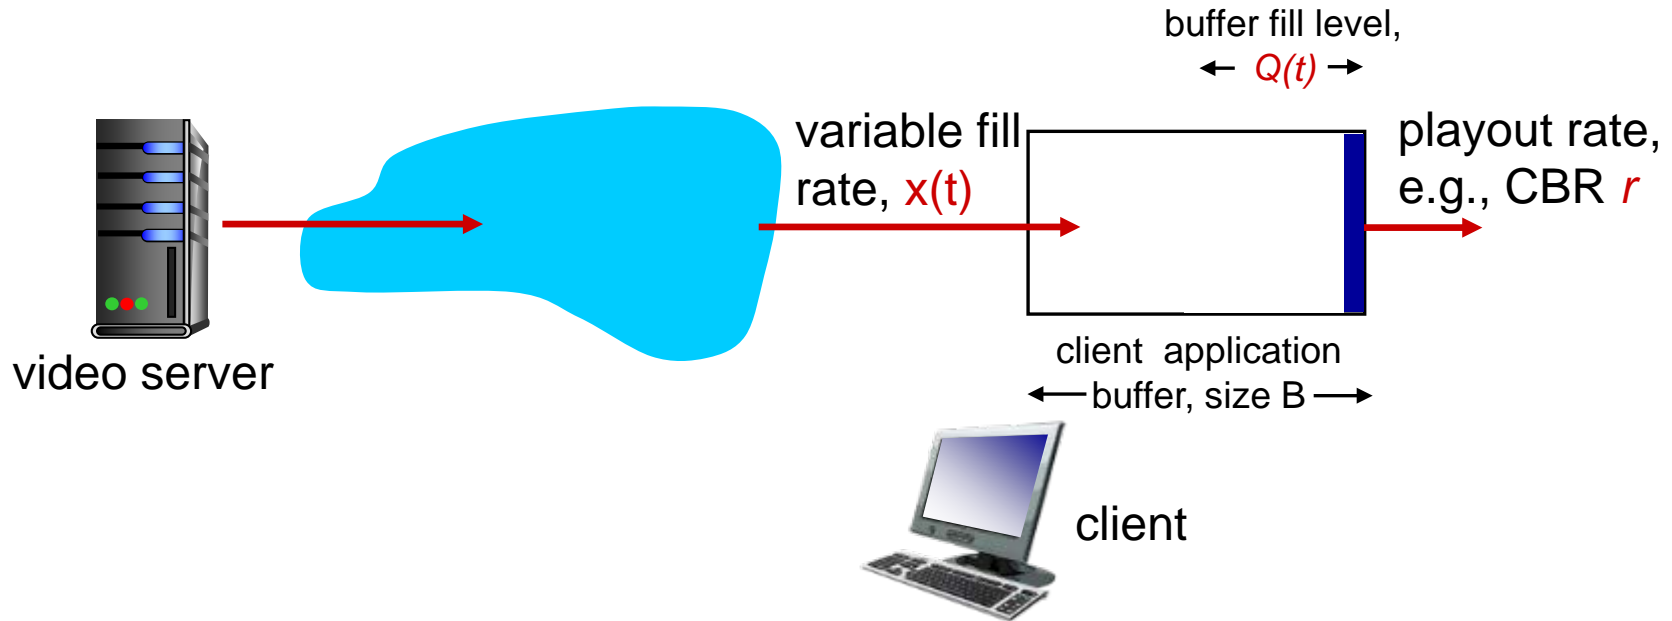 buffer fill level,
Q(t)
variable fill
rate, x(t)
playout rate,
e.g., CBR r
video server
client application
buffer, size B
client